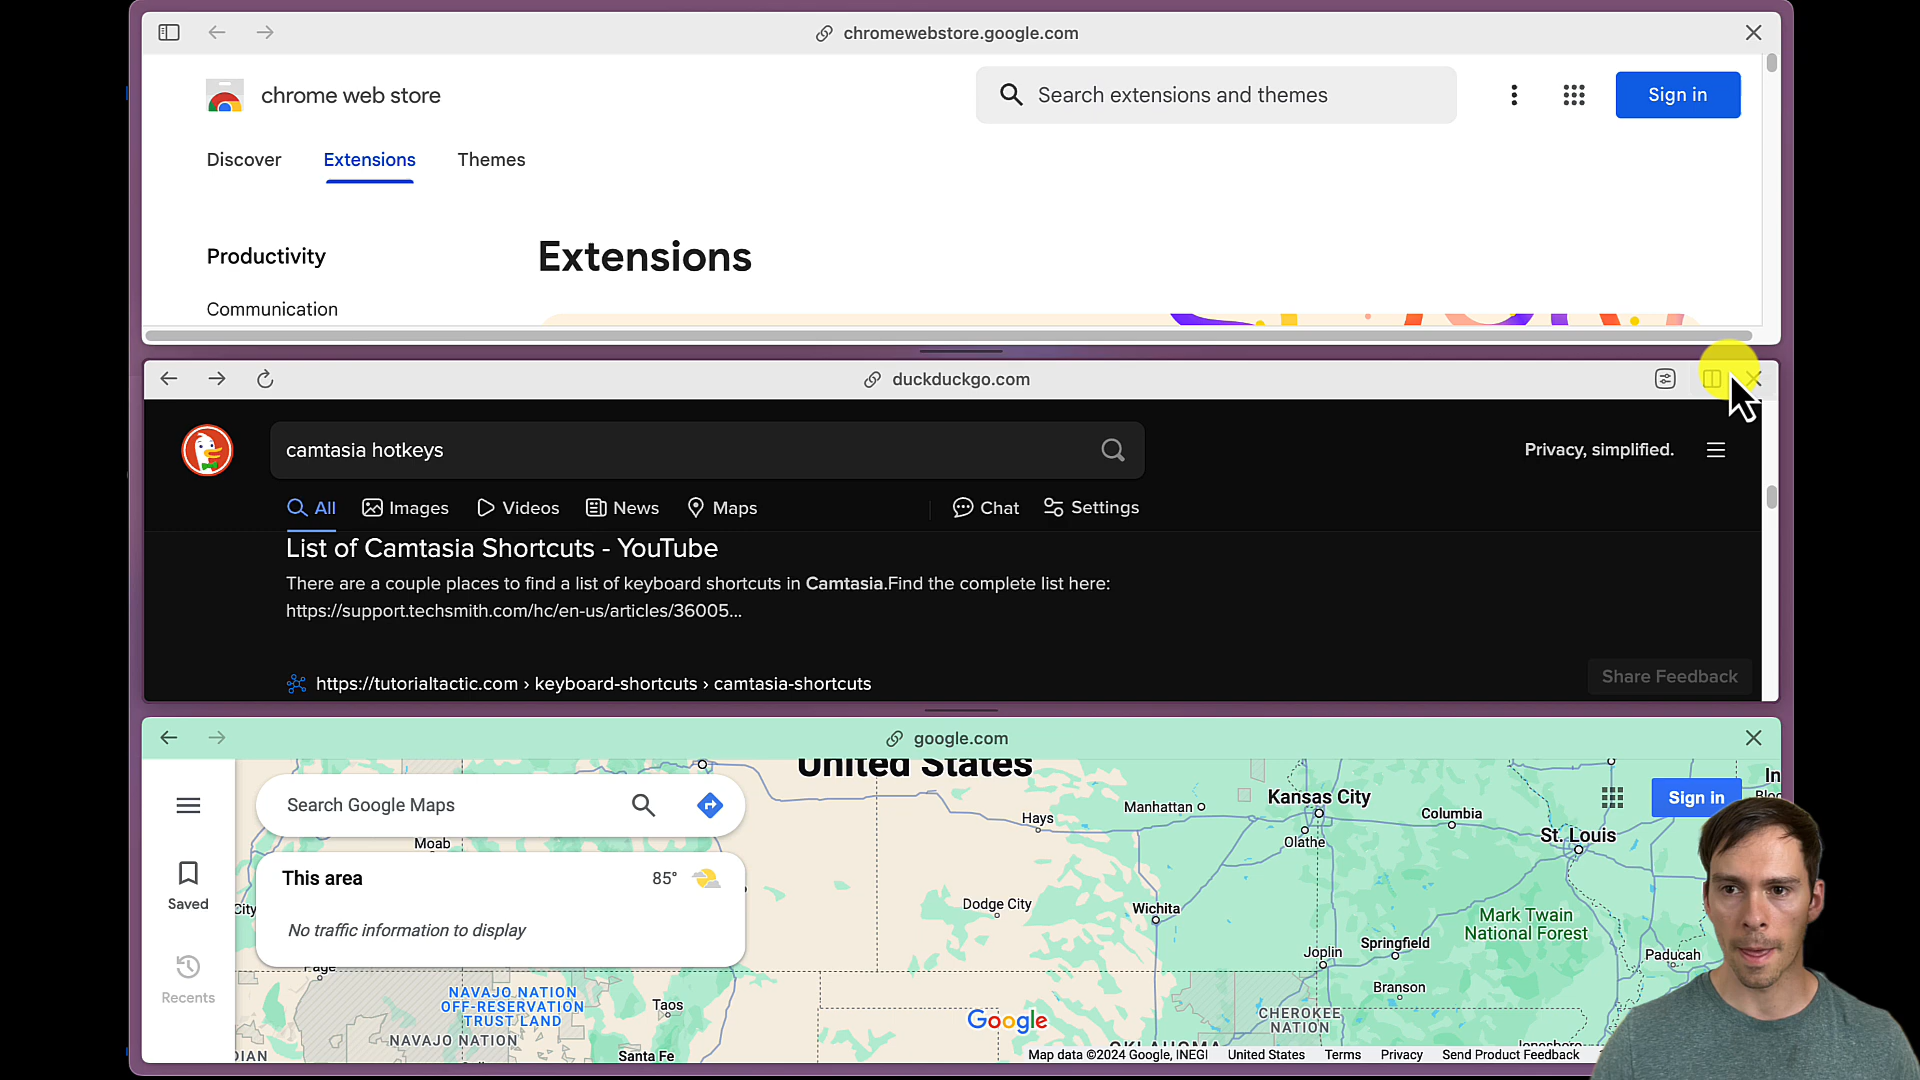 chromewebstore.google.com
chrome web store
Search extensions and themes
Sign in
Discover
Extensions
Themes
Productivity
Extensions
Communication
duckduckgo.com
camtasia hotkeys
Privacy, simplified.
All
Images
Videos
News
Maps
Chat
Settings
List of Camtasia Shortcuts - YouTube
There are a couple places to find a list of keyboard shortcuts in Camtasia.Find the complete list here:
https://support.techsmith.com/hc/en-us/articles/36005...
https://tutorialtactic.com › keyboard-shortcuts › camtasia-shortcuts
Share Feedback
google.com
United States
Search Google Maps
Sign in
Manhattan
Kansas City
Hays
Columbia
St. Louis
Olathe
Moab
This area
85°
Saved
City
Dodge City
Wichita
Mark Twain
National Forest
No traffic information to display
Joplin
Springfield
Paducah
Page
Branson
Recents
NAVAJO NATION
OFF-RESERVATION
TRUST LAND
Taos
Google
CHEROKEE
NATION
NAVAJO NATION
OKLAHOMA
Jonesboro
DIAN
Santa Fe
Map data ©2024 Google, INEGI
United States
Terms
Privacy
Send Product Feedback